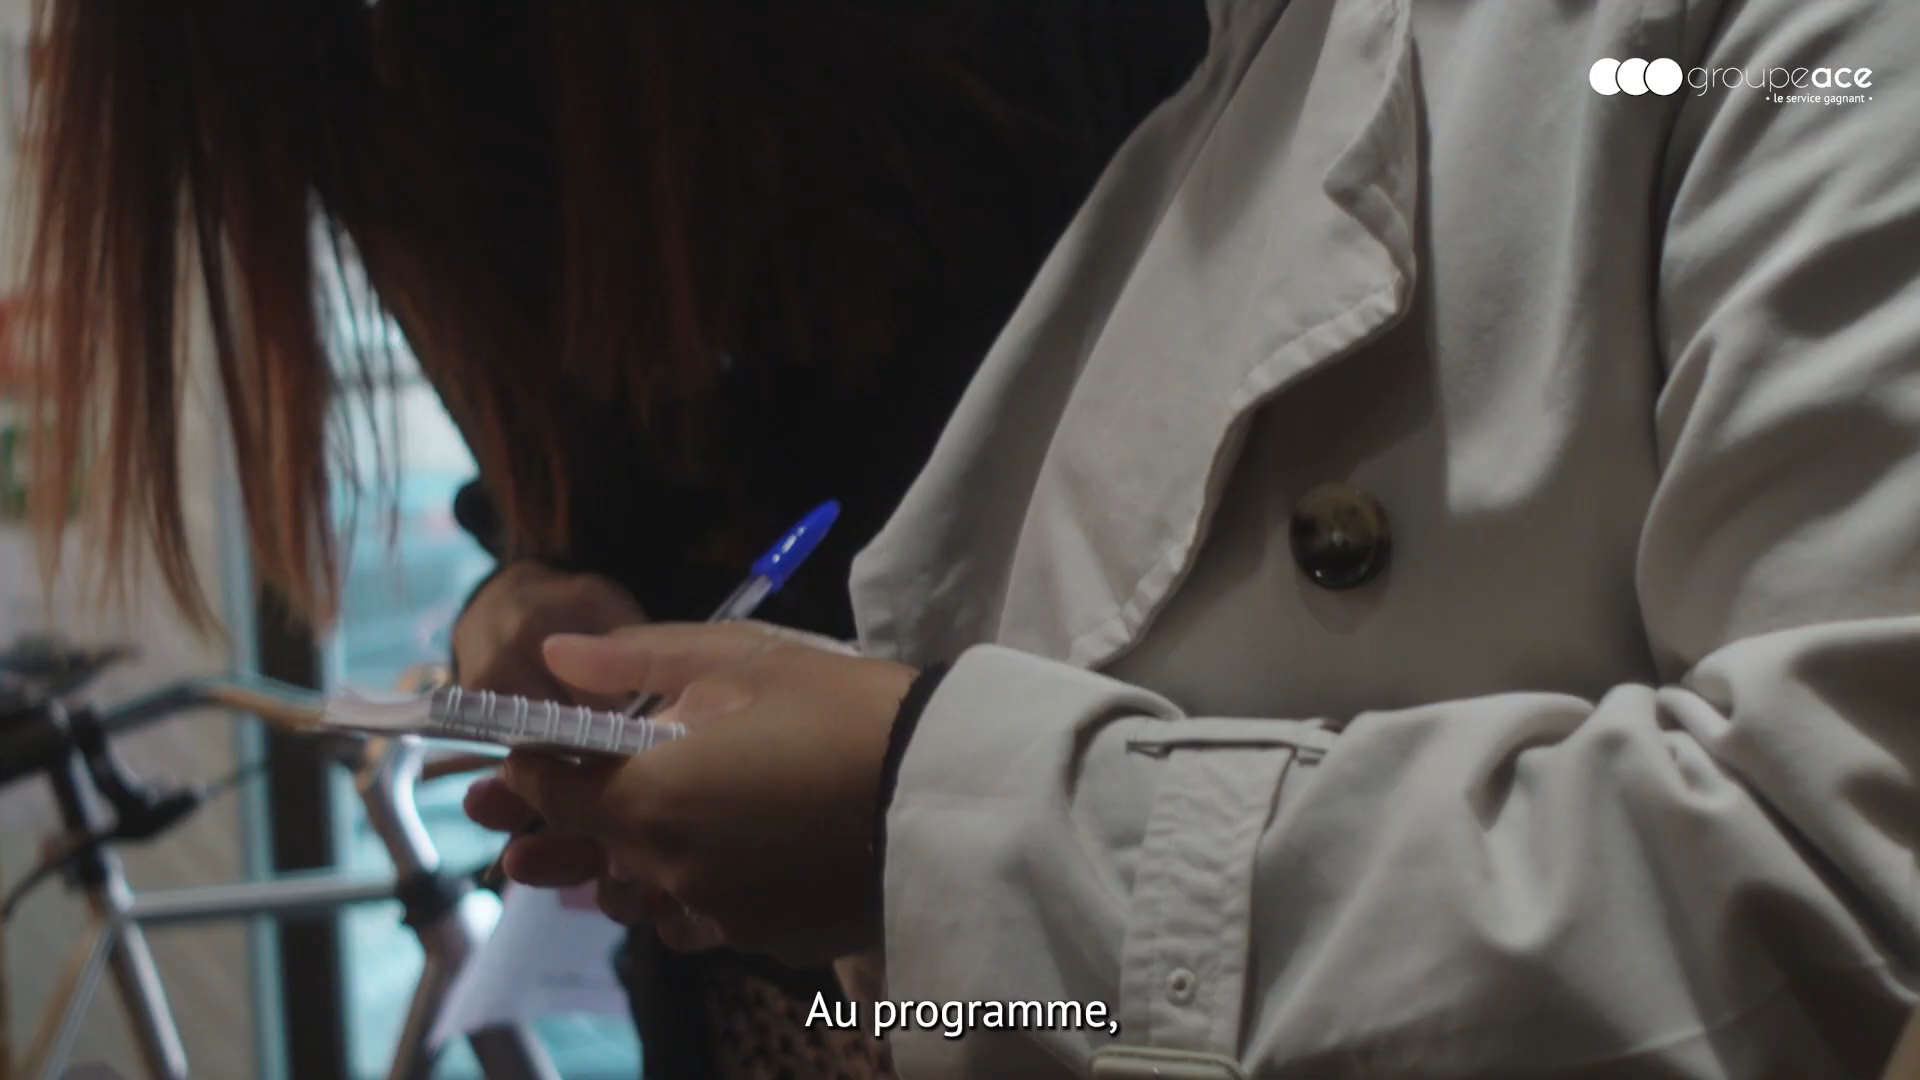 groupeace
• le service gagnant •
Au programme,